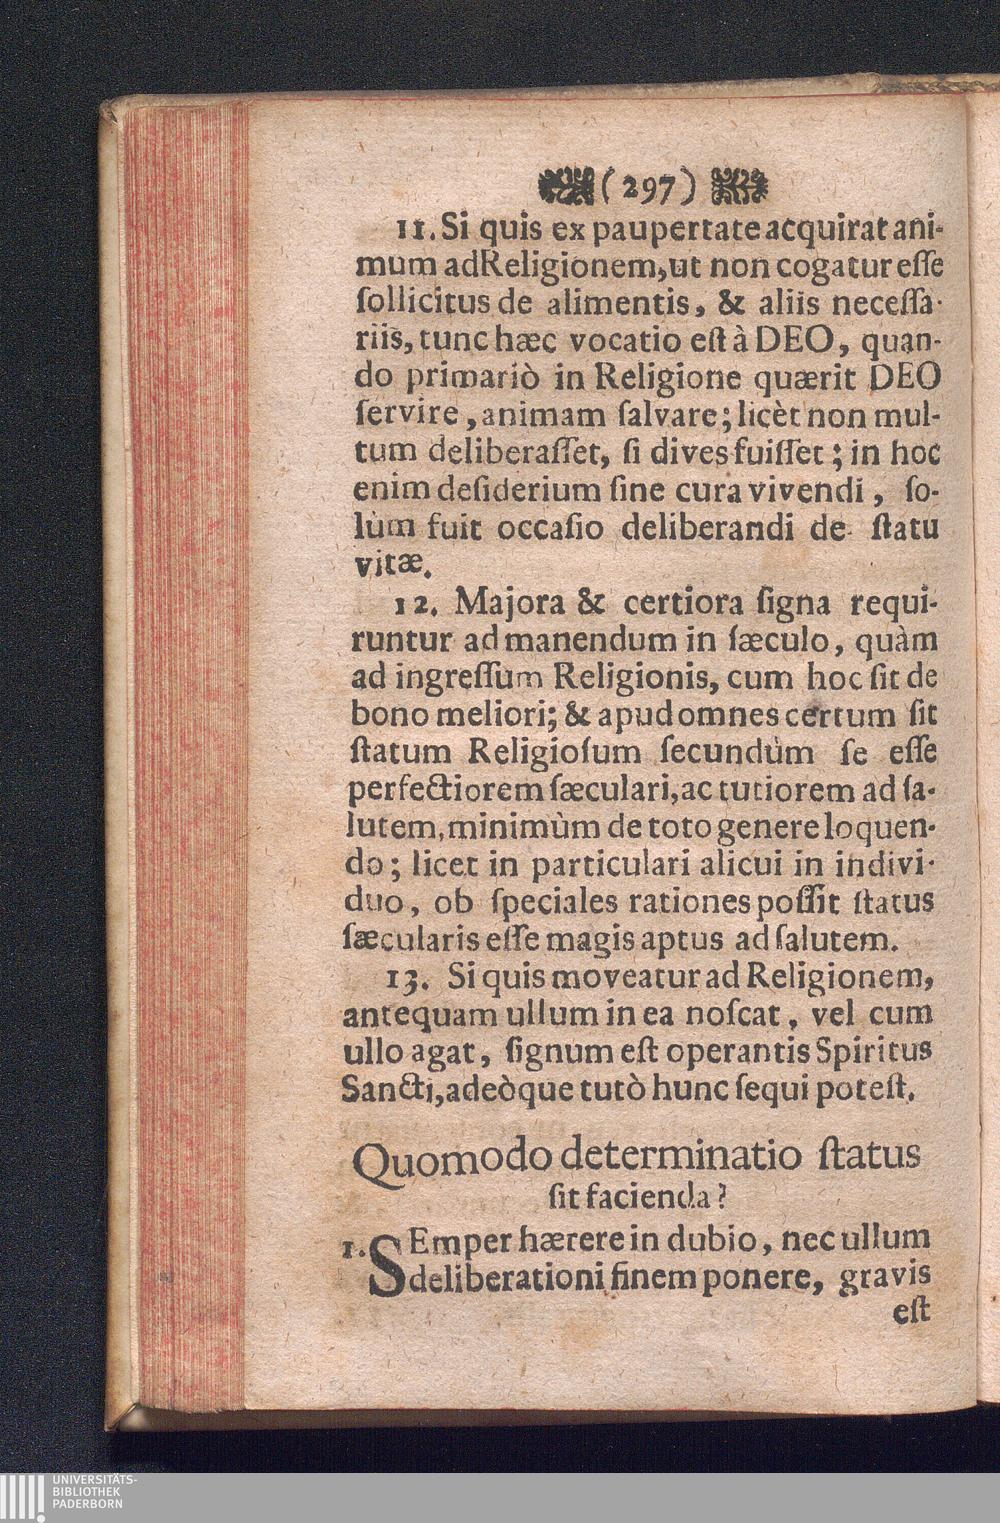 (297)
11. Si quis ex paupertate acquirat ani-
mum ad Religionem, ut non cogatur eſſe
ſollicitus de alimentis, & aliis neceſſa-
riis, tunc hæc vocatio eſt à DEO, quan-
do primariò in Religione quærit DEO
ſervire, animam ſalvare; licèt non mul-
tum deliberaſſet, ſi dives fuiſſet; in hoc
enim deſiderium ſine cura vivendi, ſo-
lùm fuit occaſio deliberandi de ſtatu
vitæ.
12. Majora & certiora ſigna requi-
runtur ad manendum in ſæculo, quàm
ad ingreſſum Religionis, cum hoc ſit de
bono meliori; & apud omnes certum ſit
ſtatum Religioſum ſecundùm ſe eſſe
perfectiorem ſæculari, ac tutiorem ad ſa-
lutem, minimùm de toto genere loquen-
do; licet in particulari alicui in indivi-
duo, ob ſpeciales rationes poſſit ſtatus
ſæcularis eſſe magis aptus ad ſalutem.
13. Si quis moveatur ad Religionem,
antequam ullum in ea noſcat, vel cum
ullo agat, ſignum eſt operantis Spiritus
Sancti, adeòque tutò hunc ſequi poteſt.
Quomodo determinatio ſtatus
ſit facienda?
1. SEmper hærere in dubio, nec ullum
deliberationi finem ponere, gravis
eſt
UNIVERSITÄTS-
BIBLIOTHEK
PADERBORN